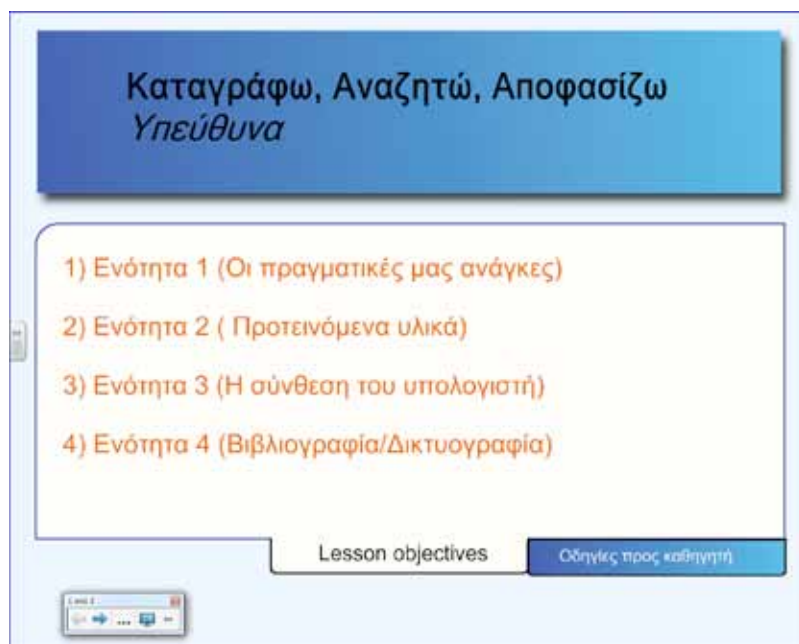 Καταγράφω, Αναζητώ, Αποφασίζω
Υπεύθυνα
1) Ενότητα 1 (Οι πραγματικές μας ανάγκες)
2) Ενότητα 2 ( Προτεινόμενα υλικά)
3) Ενότητα 3 (Η σύνθεση του υπολογιστή)
4) Ενότητα 4 (Βιβλιογραφία/Δικτυογραφία)
Lesson objectives
Οδηγίες προς καθηγητή
...